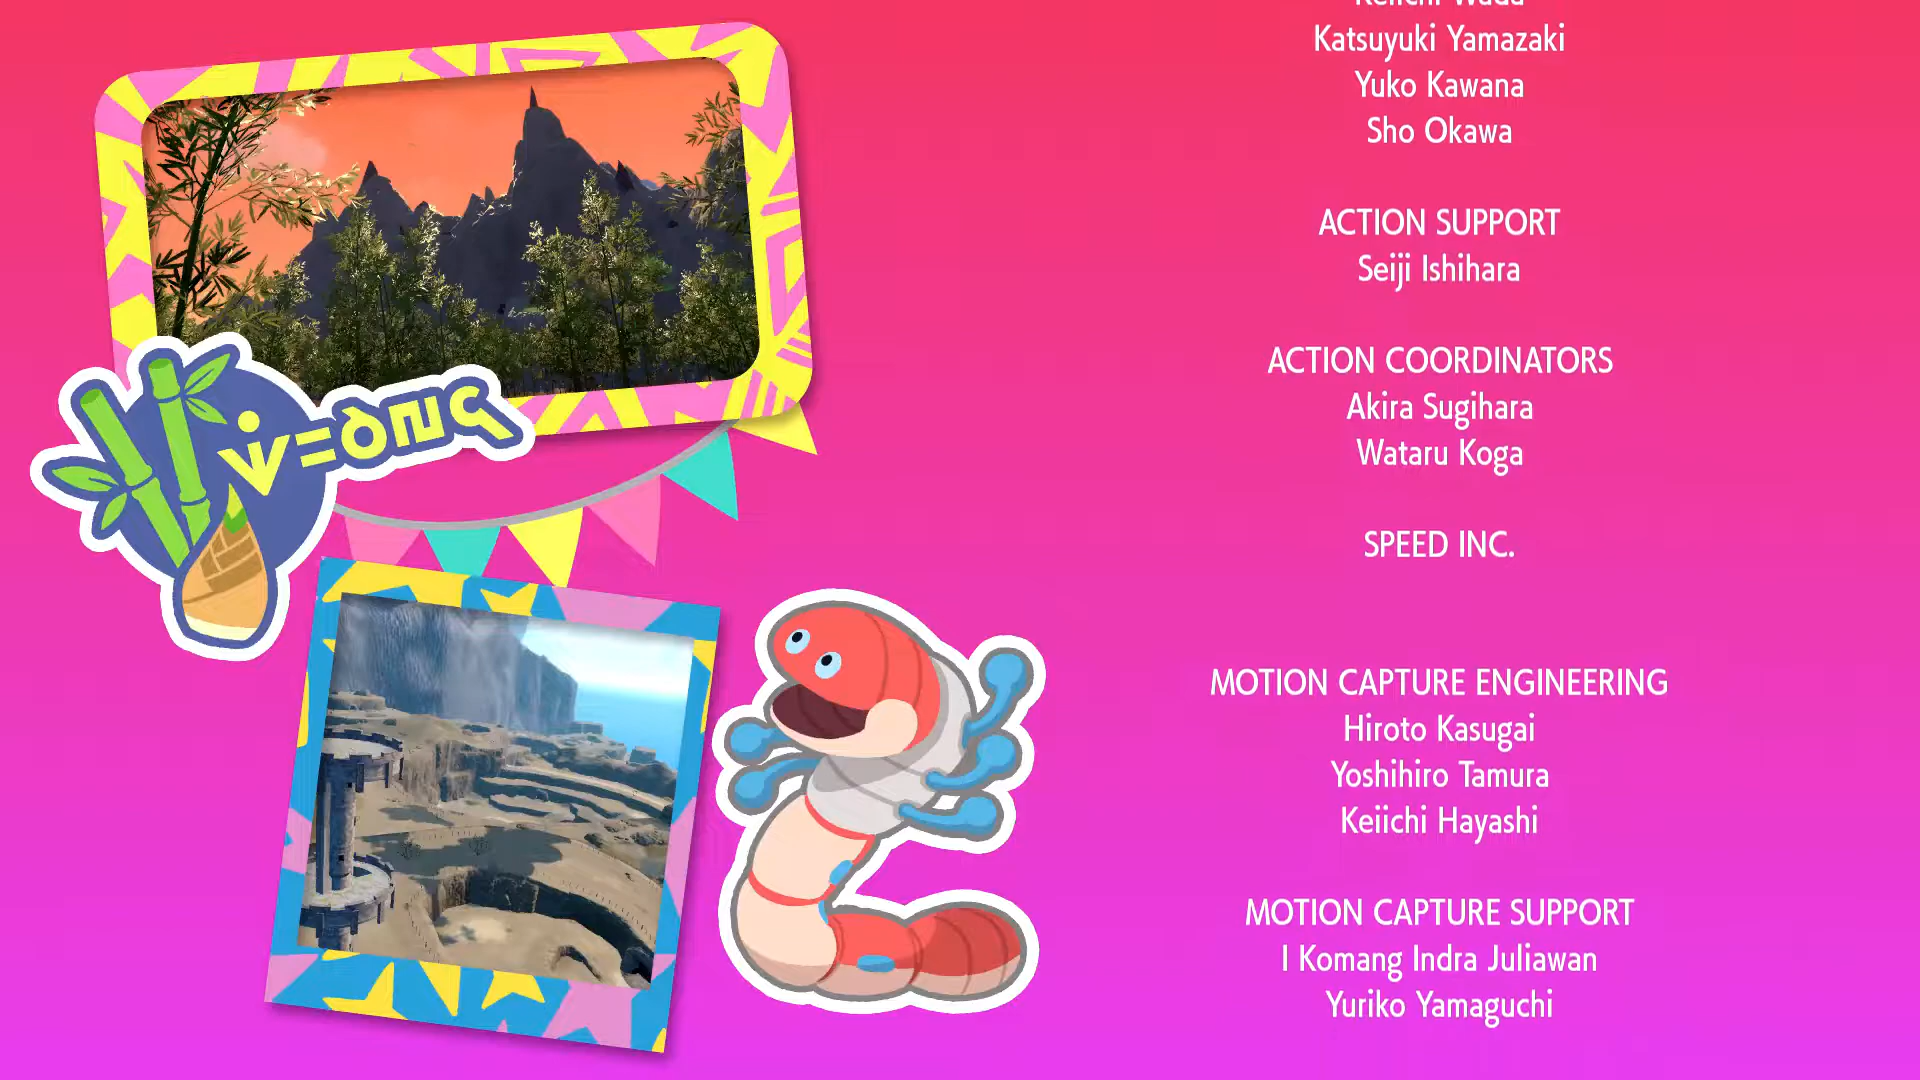 Katsuyuki Yamazaki
Yuko Kawana
Sho Okawa
ACTION SUPPORT
Seiji Ishihara
ACTION COORDINATORS
Akira Sugihara
Wataru Koga
SPEED INC.
MOTION CAPTURE ENGINEERING
Hiroto Kasugai
Yoshihiro Tamura
Keiichi Hayashi
MOTION CAPTURE SUPPORT
I Komang Indra Juliawan
Yuriko Yamaguchi